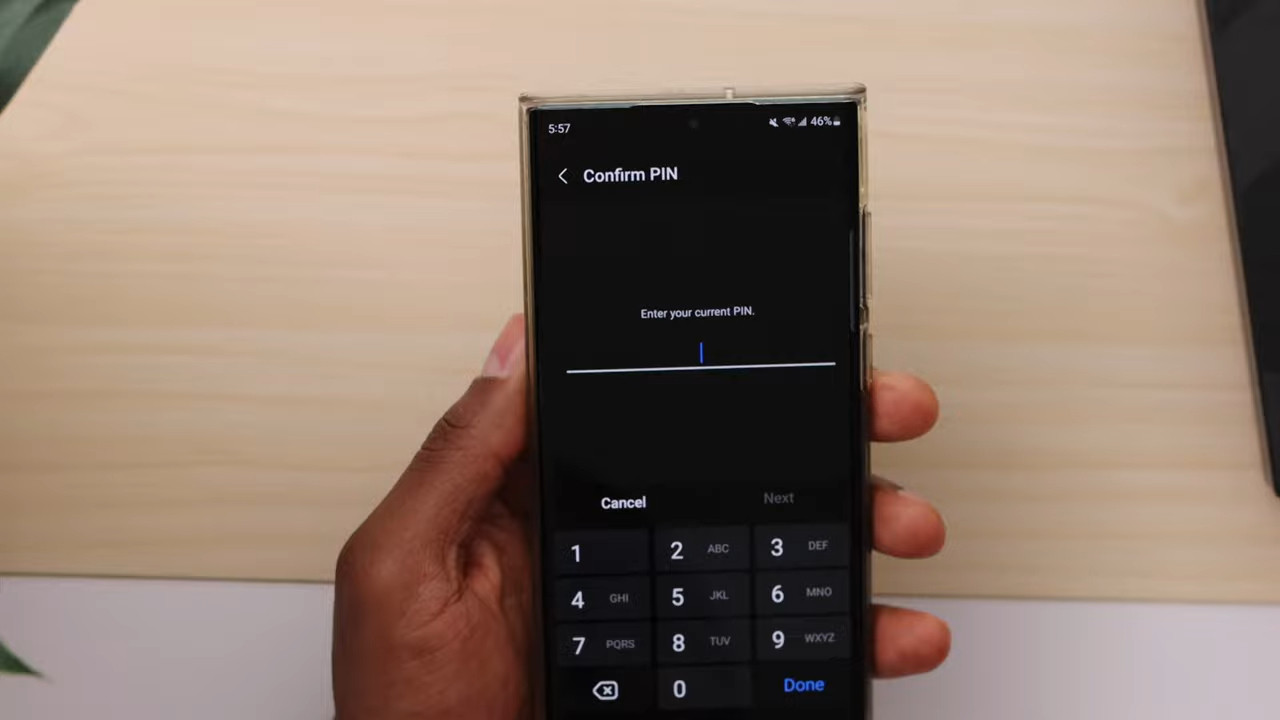 5:57 46%
Confirm PIN
Enter your current PIN.
Cancel Next
1 2 ABC 3 DEF
4 GHI 5 JKL 6 MNO
7 PQRS 8 TUV 9 WXYZ
0 Done